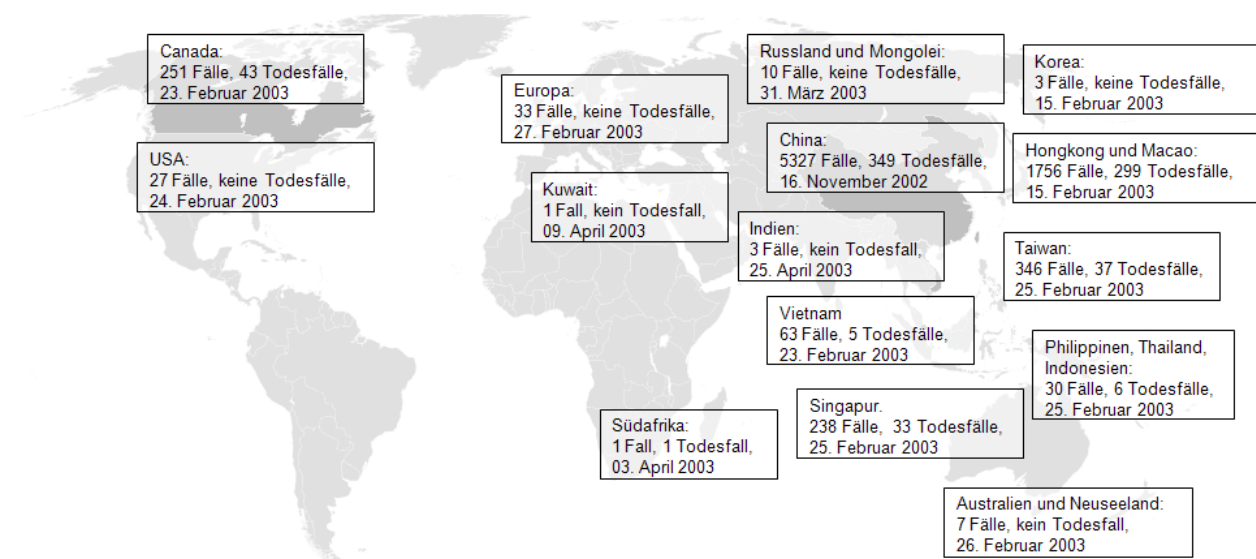 Canada:
251 Fälle, 43 Todesfälle,
23. Februar 2003
USA:
27 Fälle, keine Todesfälle,
24. Februar 2003
Europa:
33 Fälle, keine Todesfälle,
27. Februar 2003
Kuwait:
1 Fall, kein Todesfall,
09. April 2003
Südafrika:
1 Fall, 1 Todesfall,
03. April 2003
Russland und Mongolei:
10 Fälle, keine Todesfälle,
31. März 2003
China:
5327 Fälle, 349 Todesfälle,
16. November 2002
Indien:
3 Fälle, kein Todesfall,
25. April 2003
Vietnam
63 Fälle, 5 Todesfälle,
23. Februar 2003
Singapur.
238 Fälle, 33 Todesfälle,
25. Februar 2003
Korea:
3 Fälle, keine Todesfälle,
15. Februar 2003
Hongkong und Macao:
1756 Fälle, 299 Todesfälle,
15. Februar 2003
Taiwan:
346 Fälle, 37 Todesfälle,
25. Februar 2003
Philippinen, Thailand,
Indonesien:
30 Fälle, 6 Todesfälle,
25. Februar 2003
Australien und Neuseeland:
7 Fälle, kein Todesfall,
26. Februar 2003